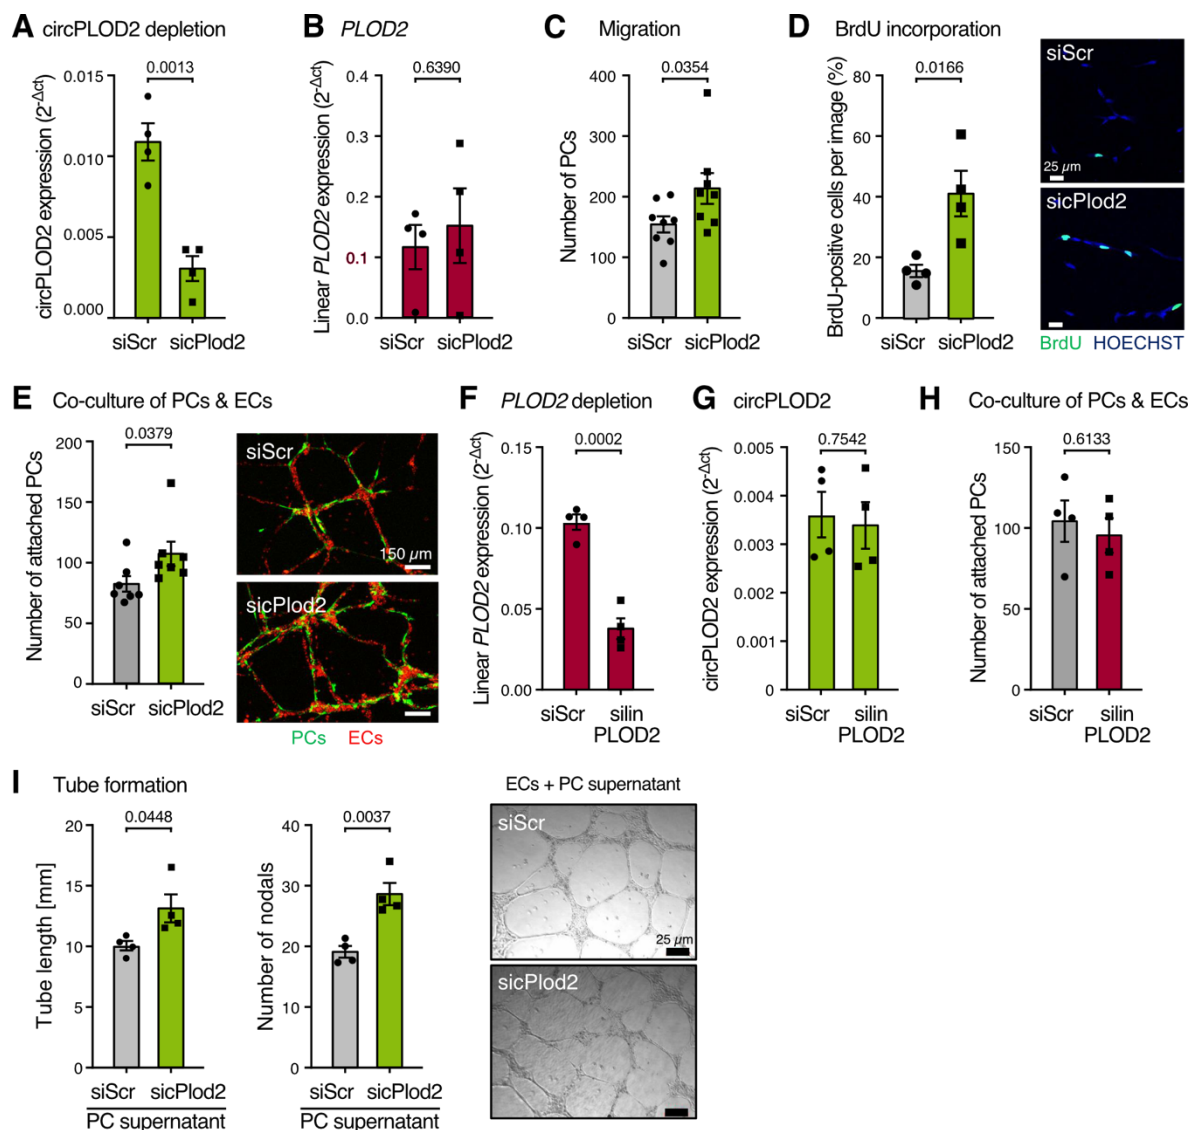 A circPLOD2 depletion
circPLOD2 expression (2^-Δct)
0.015
0.010
0.005
0.000
0.0013
siScr sicPlod2
B PLOD2
Linear PLOD2 expression (2^-Δct)
0.4
0.3
0.2
0.1
0.0
0.6390
siScr sicPlod2
C Migration
Number of PCs
400
300
200
100
0
0.0354
siScr sicPlod2
D BrdU incorporation
BrdU-positive cells per image (%)
80
60
40
20
0
0.0166
siScr sicPlod2
siScr
25 µm
sicPlod2
BrdU HOECHST
E Co-culture of PCs & ECs
Number of attached PCs
200
150
100
50
0
0.0379
siScr sicPlod2
siScr
150 µm
sicPlod2
PCs ECs
F PLOD2 depletion
Linear PLOD2 expression (2^-Δct)
0.15
0.10
0.05
0.00
0.0002
siScr silin
PLOD2
G circPLOD2
circPLOD2 expression (2^-Δct)
0.005
0.004
0.003
0.002
0.001
0
0.7542
siScr silin
PLOD2
H Co-culture of PCs & ECs
Number of attached PCs
150
100
50
0
0.6133
siScr silin
PLOD2
I Tube formation
Tube length [mm]
20
15
10
5
0
0.0448
siScr sicPlod2
PC supernatant
Number of nodals
40
30
20
10
0
0.0037
siScr sicPlod2
PC supernatant
ECs + PC supernatant
siScr
25 µm
sicPlod2